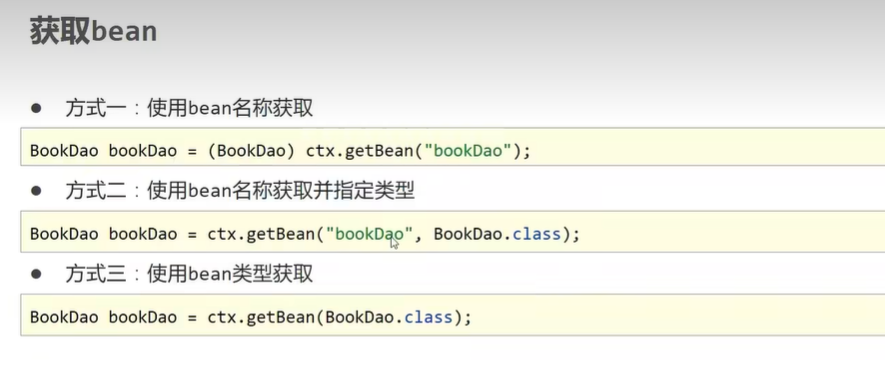 获取bean
● 方式一：使用bean名称获取
BookDao bookDao = (BookDao) ctx.getBean("bookDao");
● 方式二：使用bean名称获取并指定类型
BookDao bookDao = ctx.getBean("bookDao", BookDao.class);
● 方式三：使用bean类型获取
BookDao bookDao = ctx.getBean(BookDao.class);